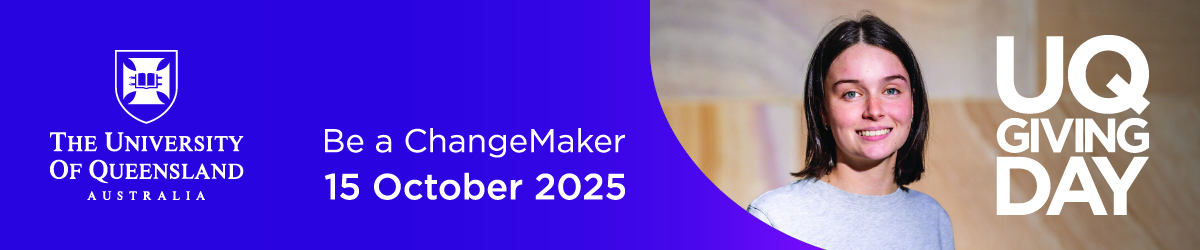 THE UNIVERSITY
OF QUEENSLAND
AUSTRALIA
Be a ChangeMaker
15 October 2025
UQ
GIVING
DAY